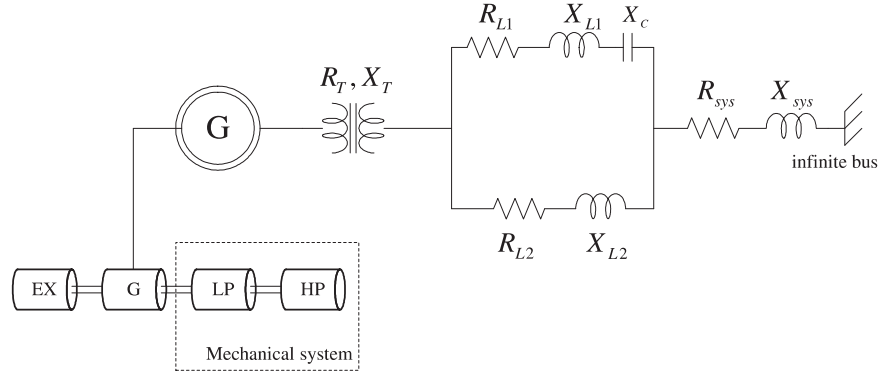 R_{L1} X_{L1} X_c
R_T, X_T
R_{sys} X_{sys}
G
infinite bus
R_{L2} X_{L2}
EX G LP HP
Mechanical system